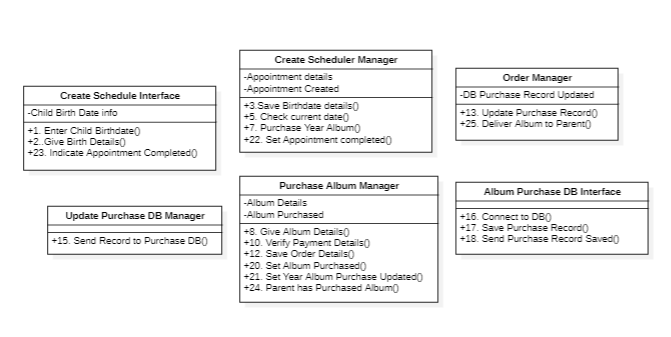 Create Schedule Interface
-Child Birth Date info
+1. Enter Child Birthdate()
+2..Give Birth Details()
+23. Indicate Appointment Completed()
Create Scheduler Manager
-Appointment details
-Appointment Created
+3.Save Birthdate details()
+5. Check current date()
+7. Purchase Year Album()
+22. Set Appointment completed()
Order Manager
-DB Purchase Record Updated
+13. Update Purchase Record()
+25. Deliver Album to Parent()
Update Purchase DB Manager
+15. Send Record to Purchase DB()
Purchase Album Manager
-Album Details
-Album Purchased
+8. Give Album Details()
+10. Verify Payment Details()
+12. Save Order Details()
+20. Set Album Purchased()
+21. Set Year Album Purchase Updated()
+24. Parent has Purchased Album()
Album Purchase DB Interface
+16. Connect to DB()
+17. Save Purchase Record()
+18. Send Purchase Record Saved()